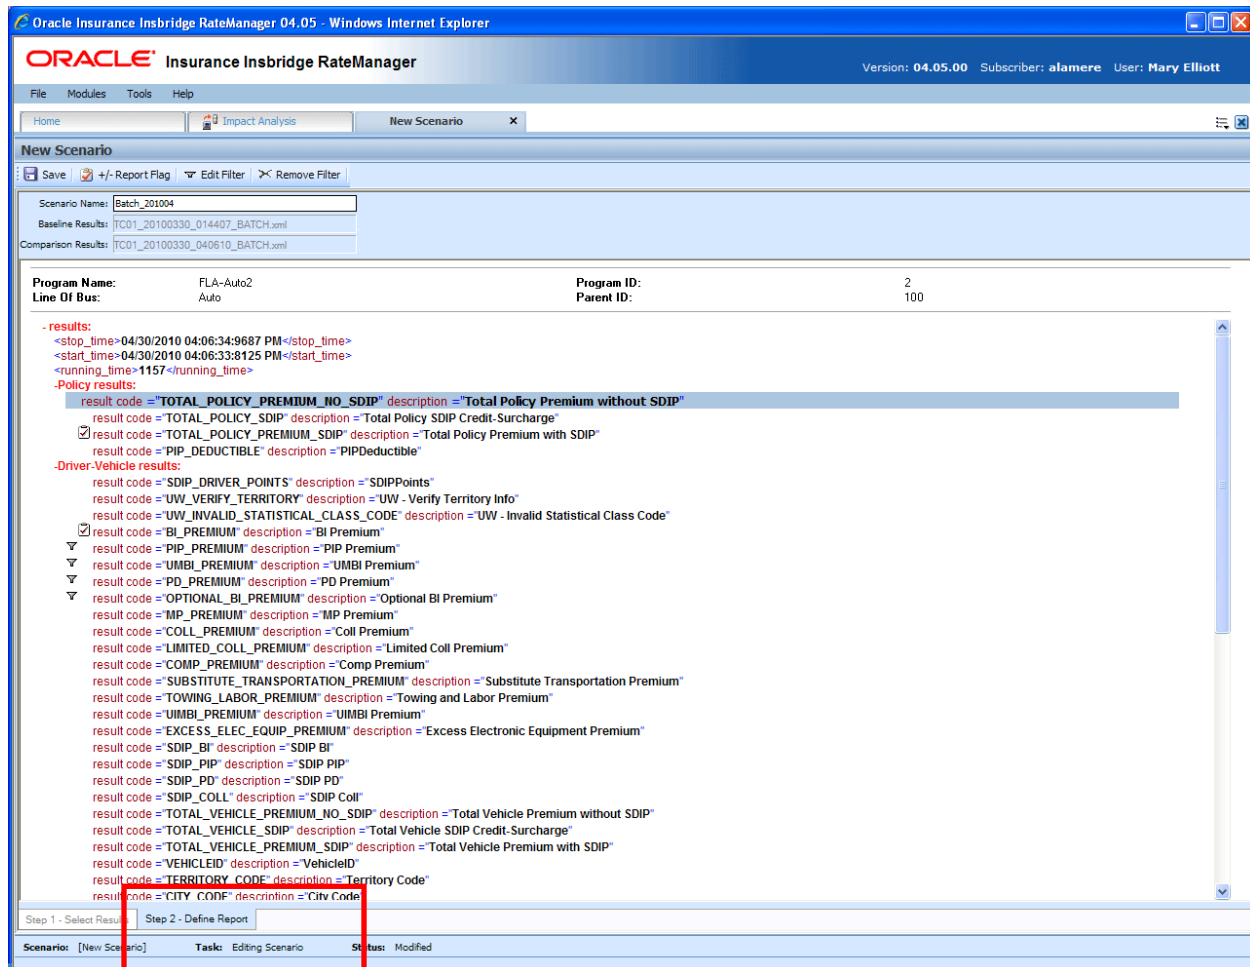 Oracle Insurance Insbridge RateManager 04.05 - Windows Internet Explorer
ORACLE® Insurance Insbridge RateManager
Version: 04.05.00 Subscriber: alamere User: Mary Elliott
File Modules Tools Help
Home Impact Analysis New Scenario x
New Scenario
Save +/- Report Flag Edit Filter Remove Filter
Scenario Name: Batch_201004
Baseline Results: TC01_20100330_014407_BATCH.xml
Comparison Results: TC01_20100330_040610_BATCH.xml
Program Name: FLA-Auto2 Program ID: 2
Line Of Bus: Auto Parent ID: 100
- results:
<stop_time>04/30/2010 04:06:34:9687 PM</stop_time>
<start_time>04/30/2010 04:06:33:8125 PM</start_time>
<running_time>1157</running_time>
-Policy results:
result code ="TOTAL_POLICY_PREMIUM_NO_SDIP" description ="Total Policy Premium without SDIP"
result code ="TOTAL_POLICY_SDIP" description ="Total Policy SDIP Credit-Surcharge"
result code ="TOTAL_POLICY_PREMIUM_SDIP" description ="Total Policy Premium with SDIP"
result code ="PIP_DEDUCTIBLE" description ="PIPDeductible"
-Driver-Vehicle results:
result code ="SDIP_DRIVER_POINTS" description ="SDIPPoints"
result code ="UW_VERIFY_TERRITORY" description ="UW - Verify Territory Info"
result code ="UW_INVALID_STATISTICAL_CLASS_CODE" description ="UW - Invalid Statistical Class Code"
result code ="BI_PREMIUM" description ="BI Premium"
result code ="PIP_PREMIUM" description ="PIP Premium"
result code ="UMBI_PREMIUM" description ="UMBI Premium"
result code ="PD_PREMIUM" description ="PD Premium"
result code ="OPTIONAL_BI_PREMIUM" description ="Optional BI Premium"
result code ="MP_PREMIUM" description ="MP Premium"
result code ="COLL_PREMIUM" description ="Coll Premium"
result code ="LIMITED_COLL_PREMIUM" description ="Limited Coll Premium"
result code ="COMP_PREMIUM" description ="Comp Premium"
result code ="SUBSTITUTE_TRANSPORTATION_PREMIUM" description ="Substitute Transportation Premium"
result code ="TOWING_LABOR_PREMIUM" description ="Towing and Labor Premium"
result code ="UIMBI_PREMIUM" description ="UIMBI Premium"
result code ="EXCESS_ELEC_EQUIP_PREMIUM" description ="Excess Electronic Equipment Premium"
result code ="SDIP_BI" description ="SDIP BI"
result code ="SDIP_PIP" description ="SDIP PIP"
result code ="SDIP_PD" description ="SDIP PD"
result code ="SDIP_COLL" description ="SDIP Coll"
result code ="TOTAL_VEHICLE_PREMIUM_NO_SDIP" description ="Total Vehicle Premium without SDIP"
result code ="TOTAL_VEHICLE_SDIP" description ="Total Vehicle SDIP Credit-Surcharge"
result code ="TOTAL_VEHICLE_PREMIUM_SDIP" description ="Total Vehicle Premium with SDIP"
result code ="VEHICLEID" description ="VehicleID"
result code ="TERRITORY_CODE" description ="Territory Code"
result code ="CITY_CODE" description ="City Code"
Step 1 - Select Results Step 2 - Define Report
Scenario: [New Scenario] Task: Editing Scenario Status: Modified